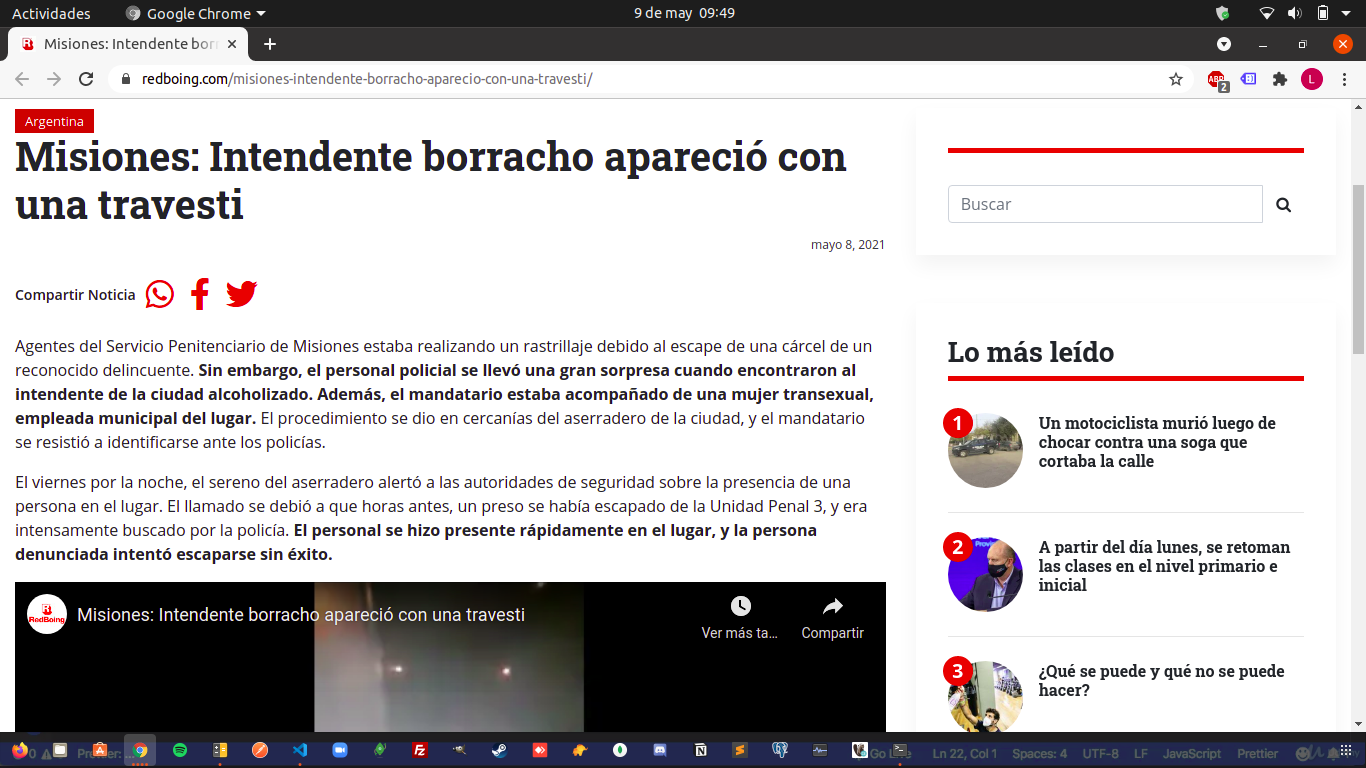 Actividades
Google Chrome
9 de may 09:49
Misiones: Intendente bor
redboing.com/misiones-intendente-borracho-aparecio-con-una-travesti/
ABP
2
L
Argentina
Misiones: Intendente borracho apareció con
una travesti
mayo 8, 2021
Compartir Noticia
Agentes del Servicio Penitenciario de Misiones estaba realizando un rastrillaje debido al escape de una cárcel de un
reconocido delincuente. Sin embargo, el personal policial se llevó una gran sorpresa cuando encontraron al
intendente de la ciudad alcoholizado. Además, el mandatario estaba acompañado de una mujer transexual,
empleada municipal del lugar. El procedimiento se dio en cercanías del aserradero de la ciudad, y el mandatario
se resistió a identificarse ante los policías.
El viernes por la noche, el sereno del aserradero alertó a las autoridades de seguridad sobre la presencia de una
persona en el lugar. El llamado se debió a que horas antes, un preso se había escapado de la Unidad Penal 3, y era
intensamente buscado por la policía. El personal se hizo presente rápidamente en el lugar, y la persona
denunciada intentó escaparse sin éxito.
RedBoing
Misiones: Intendente borracho apareció con una travesti
Ver más ta...
Compartir
Buscar
Lo más leído
1
Un motociclista murió luego de
chocar contra una soga que
cortaba la calle
2
A partir del día lunes, se retoman
las clases en el nivel primario e
inicial
3
¿Qué se puede y qué no se puede
hacer?
Go Live
Ln 22, Col 1
Spaces: 4
UTF-8
LF
JavaScript
Prettier